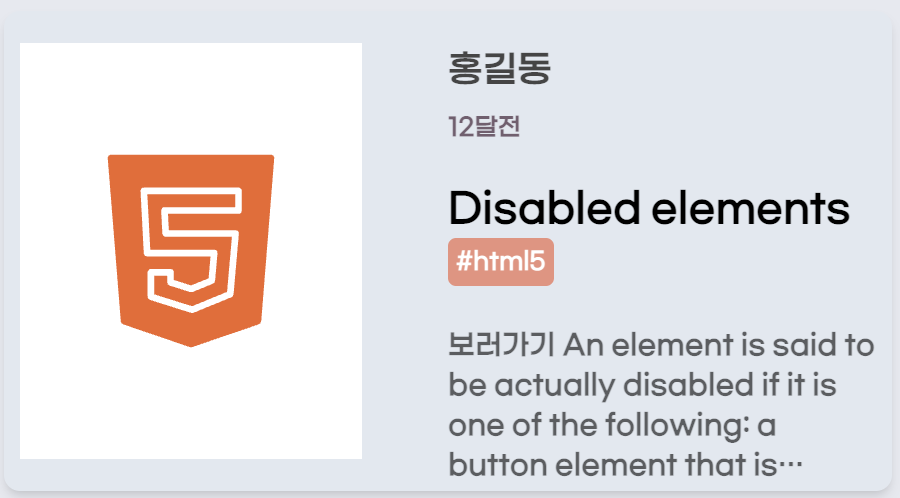 5
홍길동
12달전
Disabled elements
#html5
보러가기 An element is said to
be actually disabled if it is
one of the following: a
button element that is…